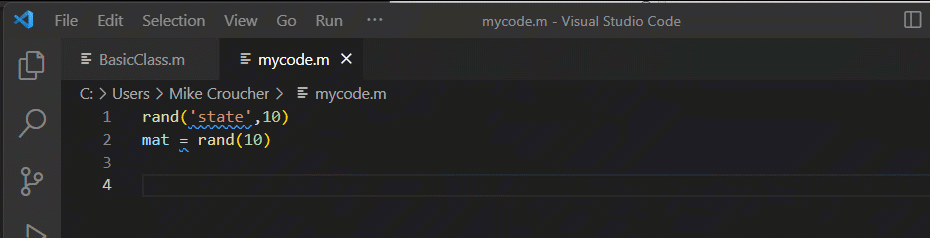 File Edit Selection View Go Run ··· mycode.m - Visual Studio Code
BasicClass.m mycode.m ×
C: > Users > Mike Croucher > mycode.m
1 rand('state',10)
2 mat = rand(10)
3
4